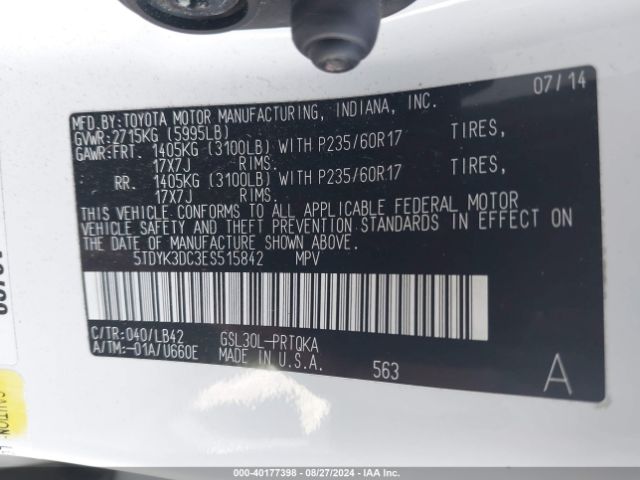 07/14
MFD.BY:TOYOTA MOTOR MANUFACTURING, INDIANA, INC.
GVWR:2715KG (5995LB)
GAWR:FRT. 1405KG (3100LB) WITH P235/60R17 TIRES,
17X7J RIMS.
RR. 1405KG (3100LB) WITH P235/60R17 TIRES,
17X7J RIMS.
THIS VEHICLE CONFORMS TO ALL APPLICABLE FEDERAL MOTOR
VEHICLE SAFETY AND THEFT PREVENTION STANDARDS IN EFFECT ON
THE DATE OF MANUFACTURE SHOWN ABOVE.
5TDYK3DC3ES515842 MPV
C/TR:040/LB42 GSL30L-PRTQKA
A/TM:-01A/U660E MADE IN U.S.A.
563 A
CAUTION
000-40177398 - 08/27/2024 - IAAI.COM